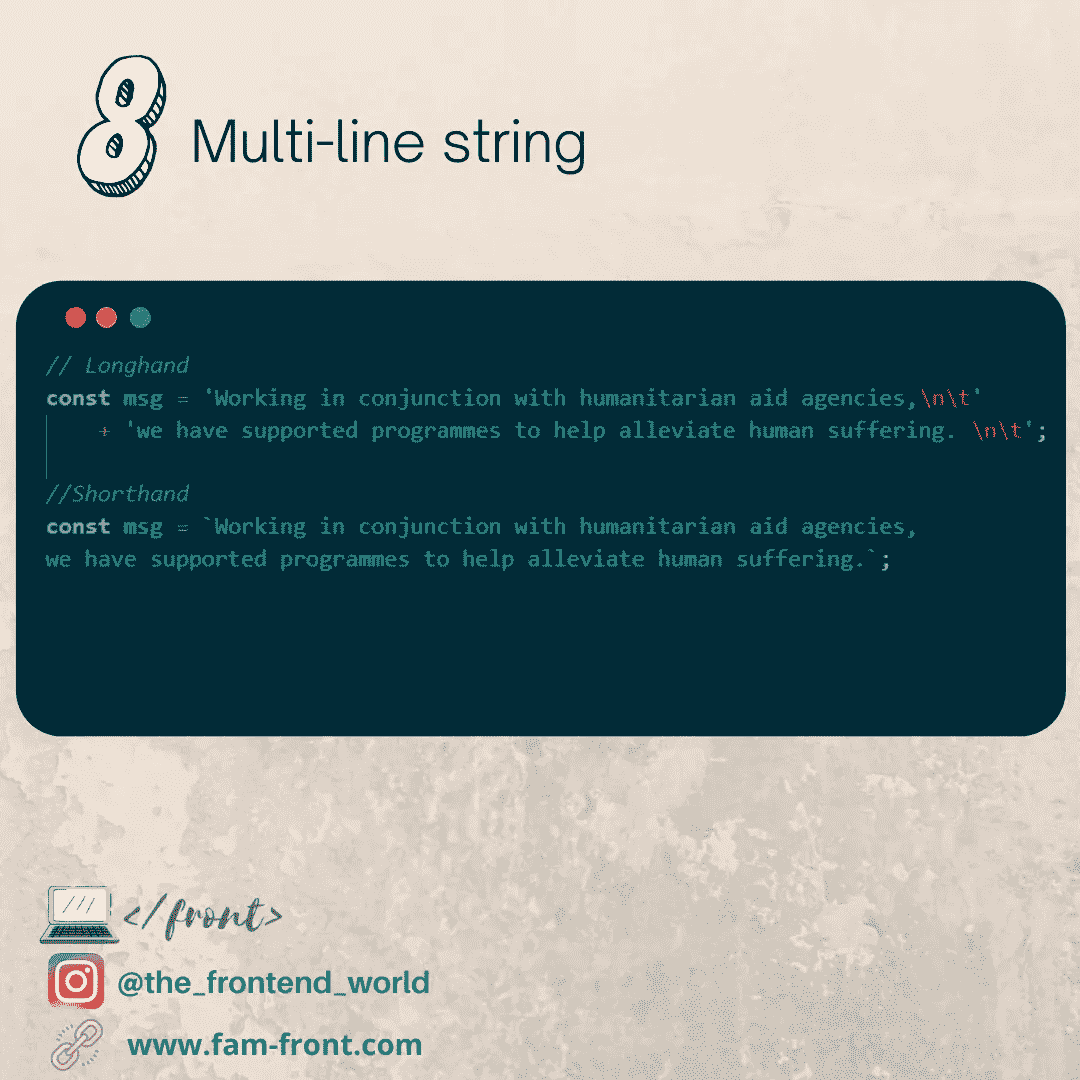 8 Multi-line string
// Longhand
const msg = 'Working in conjunction with humanitarian aid agencies,\n\t'
+ 'we have supported programmes to help alleviate human suffering. \n\t';
//Shorthand
const msg = `Working in conjunction with humanitarian aid agencies,
we have supported programmes to help alleviate human suffering.`;
</front>
@the_frontend_world
www.fam-front.com